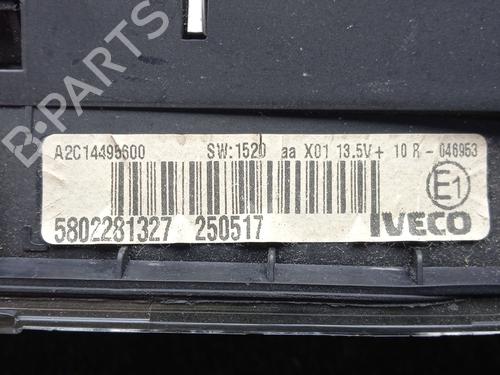 A2C14495600 SW:1520 aa X01 13.5V+ 10 R - 046953
E1
5802281327 250517 IVECO
B-PARTS